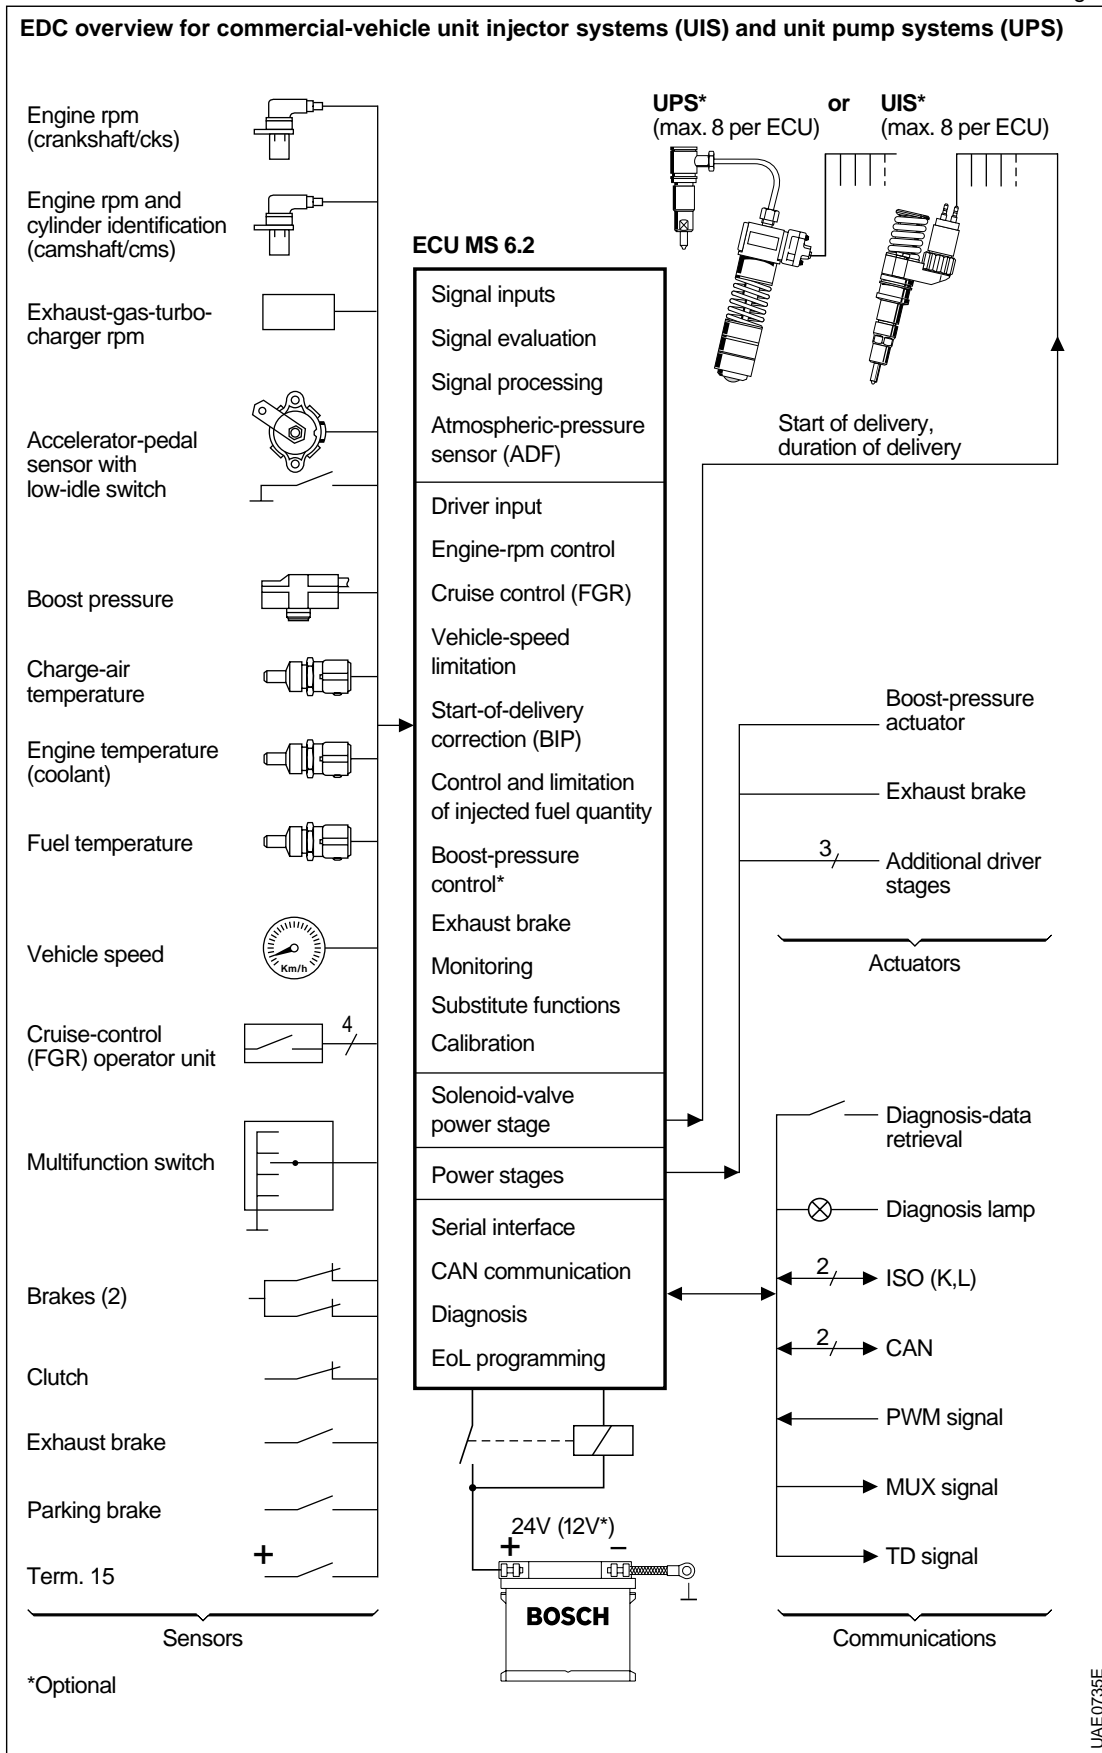 EDC overview for commercial-vehicle unit injector systems (UIS) and unit pump systems (UPS)
Engine rpm
(crankshaft/cks)
Engine rpm and
cylinder identification
(camshaft/cms)
Exhaust-gas-turbo-
charger rpm
Accelerator-pedal
sensor with
low-idle switch
Boost pressure
Charge-air
temperature
Engine temperature
(coolant)
Fuel temperature
Vehicle speed
Km/h
Cruise-control
(FGR) operator unit
4
Multifunction switch
Brakes (2)
Clutch
Exhaust brake
Parking brake
Term. 15
+
Sensors
*Optional
ECU MS 6.2
Signal inputs
Signal evaluation
Signal processing
Atmospheric-pressure
sensor (ADF)
Driver input
Engine-rpm control
Cruise control (FGR)
Vehicle-speed
limitation
Start-of-delivery
correction (BIP)
Control and limitation
of injected fuel quantity
Boost-pressure
control*
Exhaust brake
Monitoring
Substitute functions
Calibration
Solenoid-valve
power stage
Power stages
Serial interface
CAN communication
Diagnosis
EoL programming
24V (12V*)
+ –
BOSCH
UPS* or UIS*
(max. 8 per ECU) (max. 8 per ECU)
Start of delivery,
duration of delivery
Boost-pressure
actuator
Exhaust brake
3
Additional driver
stages
Actuators
Diagnosis-data
retrieval
Diagnosis lamp
2 ISO (K,L)
2 CAN
PWM signal
MUX signal
TD signal
Communications
UAE0735E